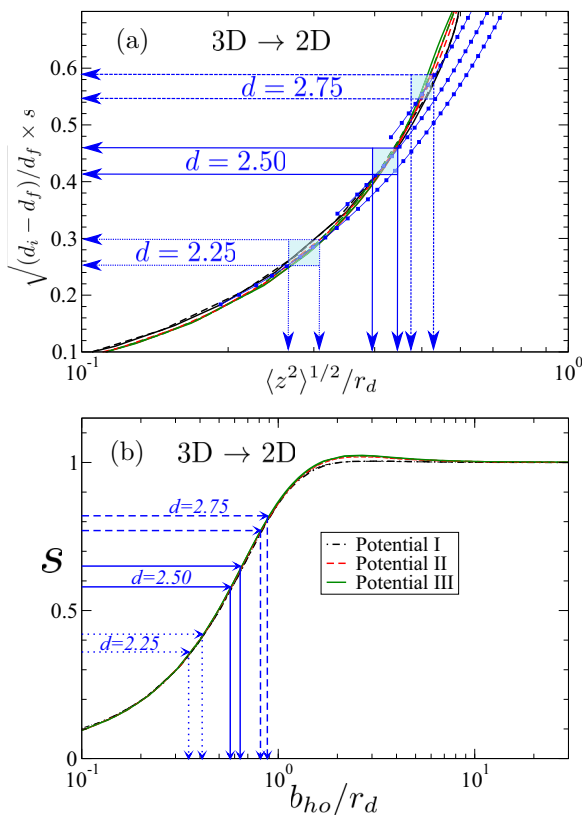 (a) 3D → 2D
0.6
d = 2.75
0.5
d = 2.50
0.4
0.3
d = 2.25
0.2
0.1
√(d_i − d_f)/d_f × s
10^-1
10^0
⟨z^2⟩^1/2/r_d
(b) 3D → 2D
1
d=2.75
s
Potential I
Potential II
Potential III
d=2.50
0.5
d=2.25
0
10^-1
10^0
10^1
b_ho/r_d